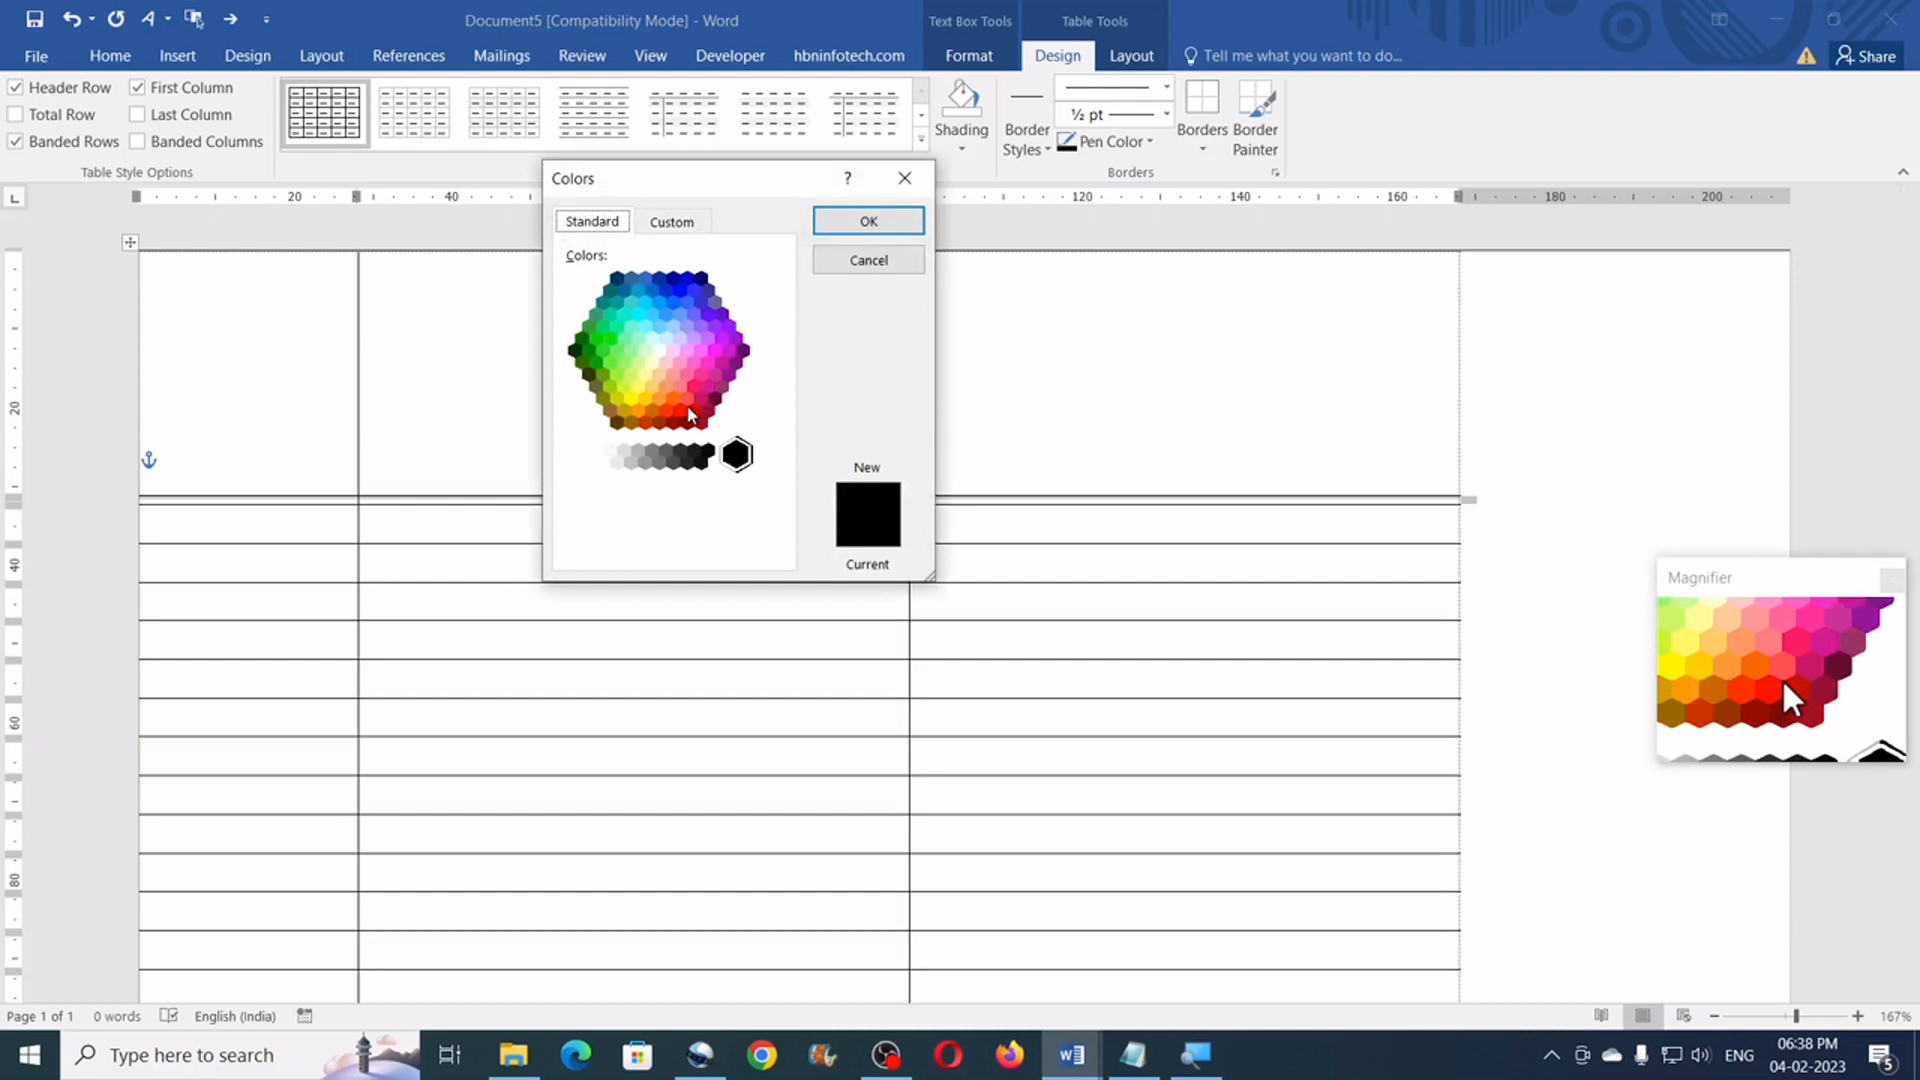 Document5 [Compatibility Mode] - Word
Text Box Tools
Table Tools
File
Home
Insert
Design
Layout
References
Mailings
Review
View
Developer
hbninfotech.com
Format
Design
Layout
Tell me what you want to do...
Share
Header Row
First Column
Total Row
Last Column
Banded Rows
Banded Columns
Table Style Options
Shading
Border Styles
½ pt
Pen Color
Borders
Border Painter
Borders
L
20
40
120
140
160
180
200
Colors
?
Standard
Custom
OK
Cancel
Colors:
New
Current
20
40
60
80
Magnifier
Page 1 of 1
0 words
English (India)
167%
Type here to search
ENG
06:38 PM
04-02-2023
5